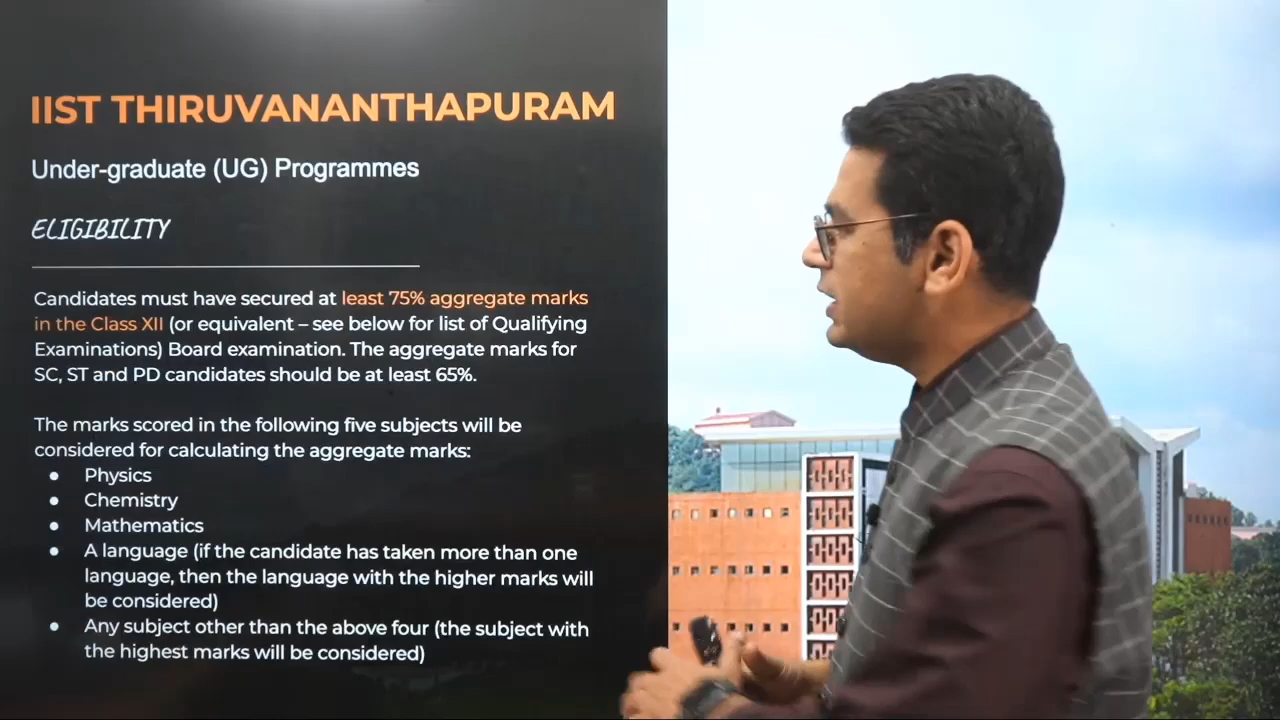 IIST THIRUVANANTHAPURAM
Under-graduate (UG) Programmes
ELIGIBILITY
Candidates must have secured at least 75% aggregate marks
in the Class XII (or equivalent – see below for list of Qualifying
Examinations) Board examination. The aggregate marks for
SC, ST and PD candidates should be at least 65%.
The marks scored in the following five subjects will be
considered for calculating the aggregate marks:
● Physics
● Chemistry
● Mathematics
● A language (if the candidate has taken more than one
language, then the language with the higher marks will
be considered)
● Any subject other than the above four (the subject with
the highest marks will be considered)